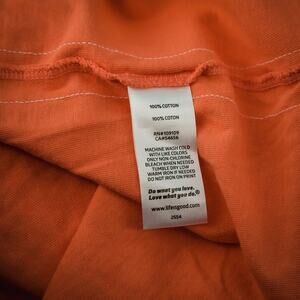 100% COTTON
100% COTON
RN#109109
CA#54656
MACHINE WASH COLD
WITH LIKE COLORS
ONLY NON-CHLORINE
BLEACH WHEN NEEDED
TUMBLE DRY LOW
WARM IRON IF NEEDED
DO NOT IRON ON PRINT
Do what you love.
Love what you do.®
www.lifeisgood.com
2554